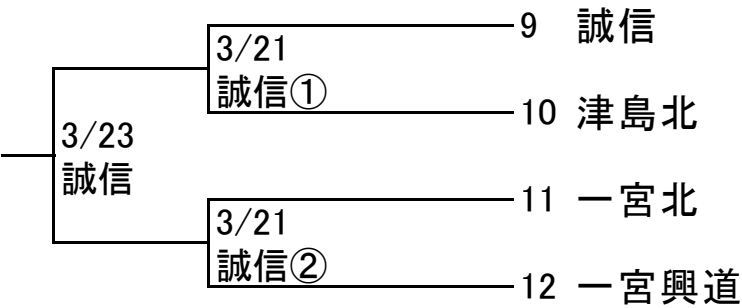 3/21
誠信①
9 誠信
10 津島北
3/23
誠信
3/21
誠信②
11 一宮北
12 一宮興道